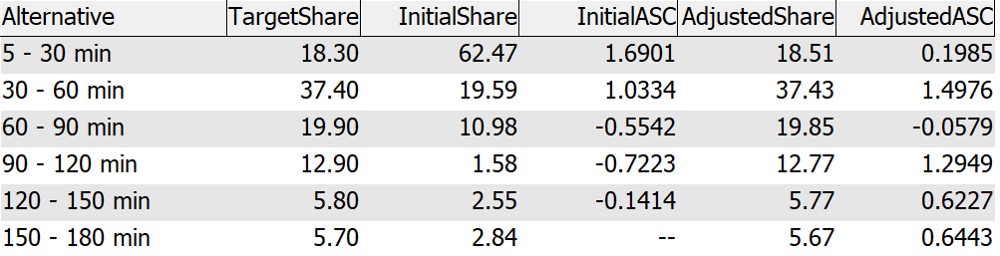 Alternative TargetShare InitialShare InitialASC AdjustedShare AdjustedASC
5 - 30 min 18.30 62.47 1.6901 18.51 0.1985
30 - 60 min 37.40 19.59 1.0334 37.43 1.4976
60 - 90 min 19.90 10.98 -0.5542 19.85 -0.0579
90 - 120 min 12.90 1.58 -0.7223 12.77 1.2949
120 - 150 min 5.80 2.55 -0.1414 5.77 0.6227
150 - 180 min 5.70 2.84 -- 5.67 0.6443